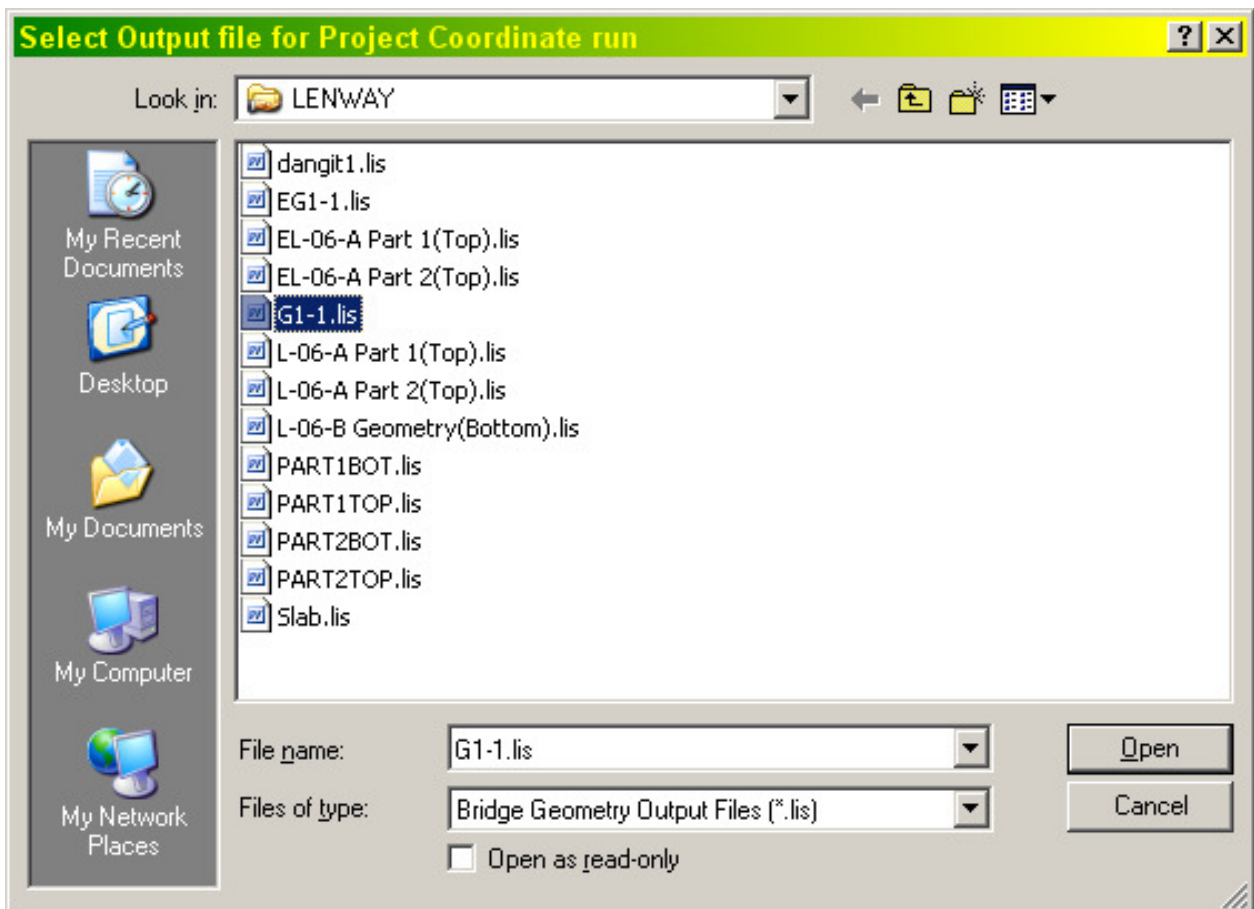 Select Output file for Project Coordinate run
Look in:
LENWAY
My Recent
Documents
Desktop
My Documents
My Computer
My Network
Places
dangit1.lis
EG1-1.lis
EL-06-A Part 1(Top).lis
EL-06-A Part 2(Top).lis
G1-1.lis
L-06-A Part 1(Top).lis
L-06-A Part 2(Top).lis
L-06-B Geometry(Bottom).lis
PART1BOT.lis
PART1TOP.lis
PART2BOT.lis
PART2TOP.lis
Slab.lis
File name:
G1-1.lis
Open
Files of type:
Bridge Geometry Output Files (*.lis)
Cancel
Open as read-only